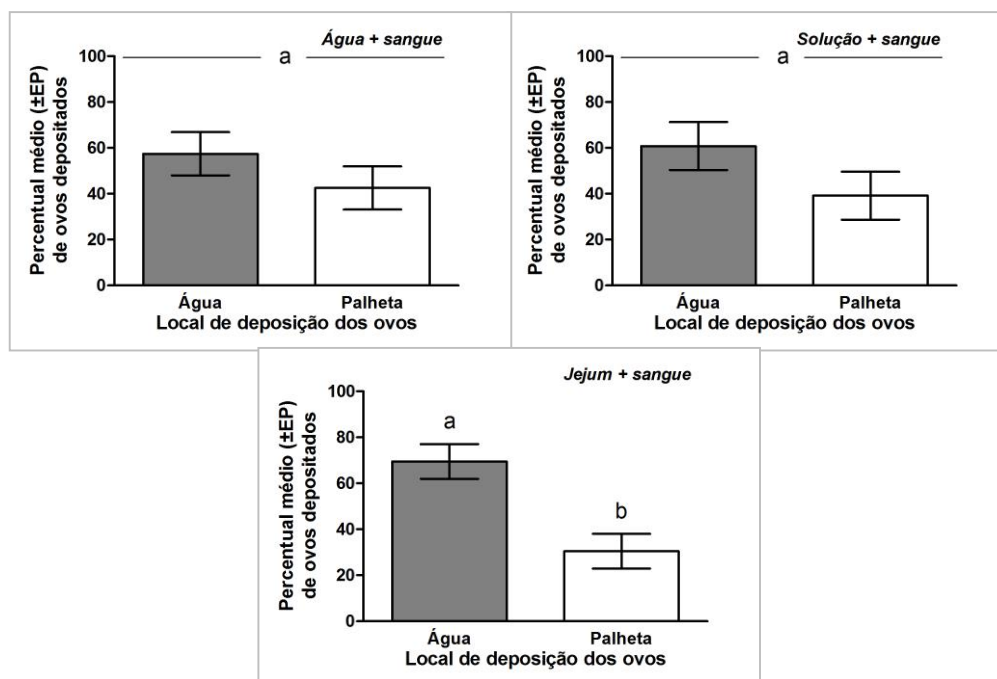 Água + sangue
a
Percentual médio (±EP)
de ovos depositados
100
80
60
40
20
0
Água Palheta
Local de deposição dos ovos
Solução + sangue
a
Percentual médio (±EP)
de ovos depositados
100
80
60
40
20
0
Água Palheta
Local de deposição dos ovos
Jejum + sangue
a
b
Percentual médio (±EP)
de ovos depositados
100
80
60
40
20
0
Água Palheta
Local de deposição dos ovos